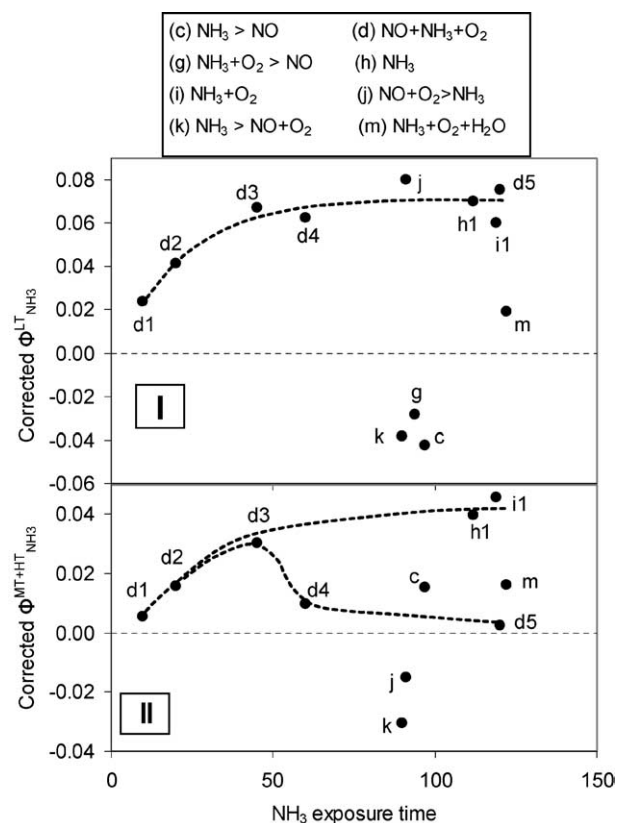 (c) NH₃ > NO (d) NO+NH₃+O₂
(g) NH₃+O₂ > NO (h) NH₃
(i) NH₃+O₂ (j) NO+O₂>NH₃
(k) NH₃ > NO+O₂ (m) NH₃+O₂+H₂O
Corrected Φ^LT_NH3
0.08
0.06
0.04
0.02
0.00
-0.02
-0.04
-0.06
d1
d2
d3
d4
j
d5
h1
i1
m
g
k
c
I
Corrected Φ^MT+HT_NH3
0.04
0.02
0.00
-0.02
-0.04
d1
d2
d3
d4
i1
h1
c
m
d5
j
k
II
0
50
100
150
NH₃ exposure time